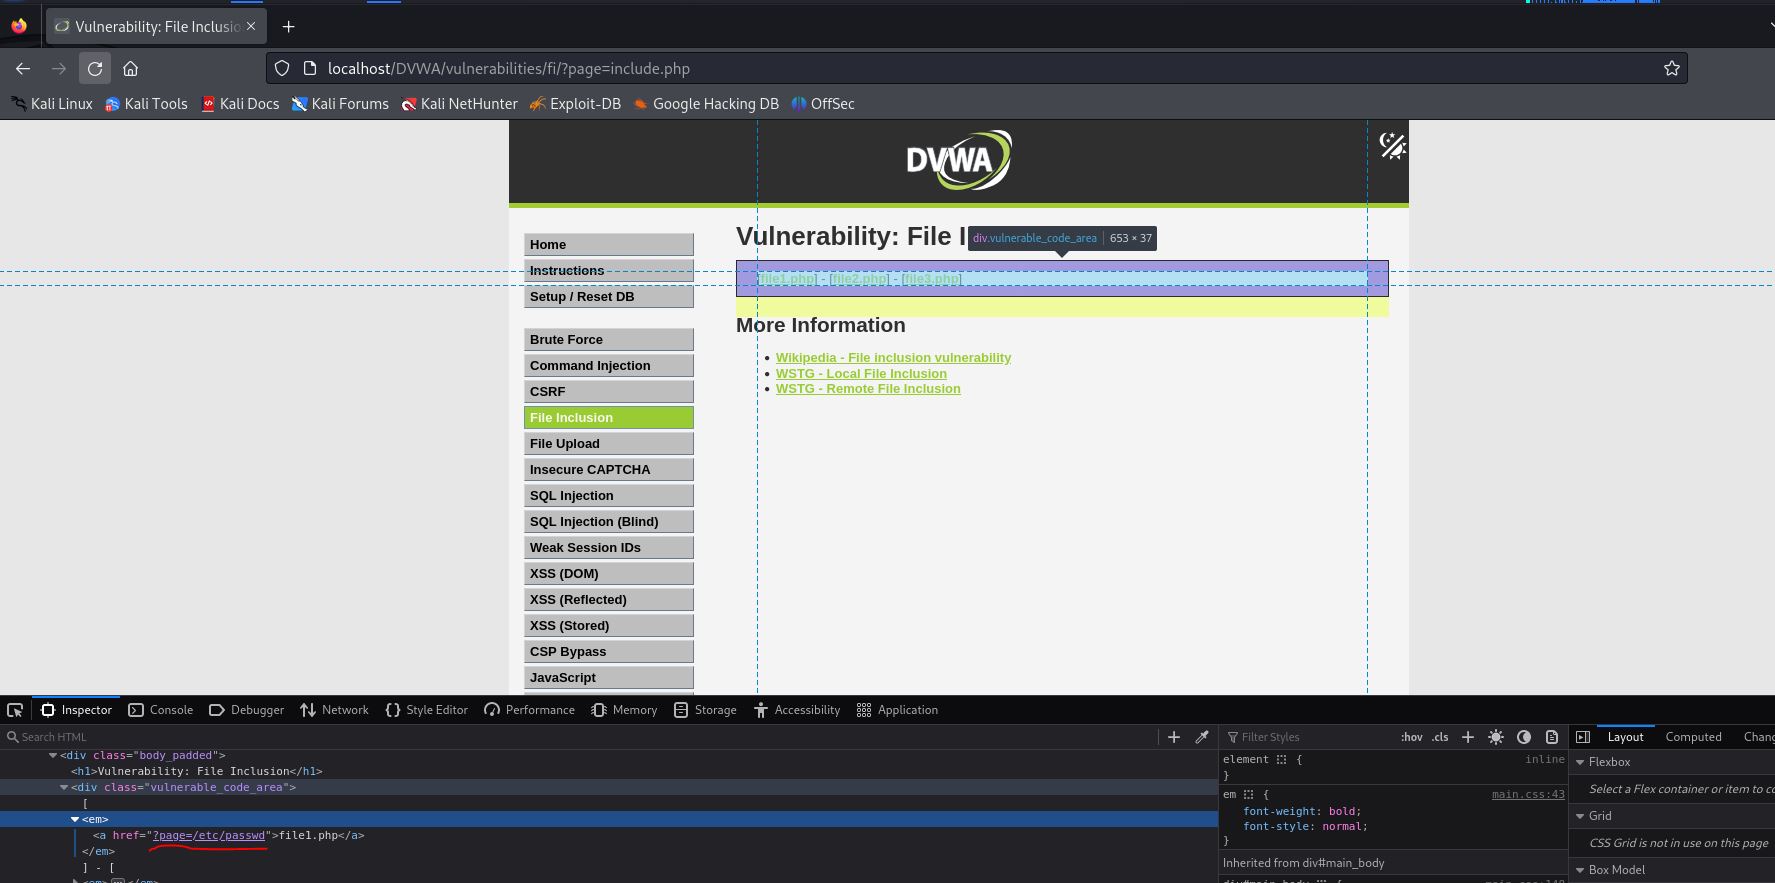 Vulnerability: File Inclusio
localhost/DVWA/vulnerabilities/fi/?page=include.php
Kali Linux Kali Tools Kali Docs Kali Forums Kali NetHunter Exploit-DB Google Hacking DB OffSec
DVWA
Home
Instructions
Setup / Reset DB
Brute Force
Command Injection
CSRF
File Inclusion
File Upload
Insecure CAPTCHA
SQL Injection
SQL Injection (Blind)
Weak Session IDs
XSS (DOM)
XSS (Reflected)
XSS (Stored)
CSP Bypass
JavaScript
Vulnerability: File I
div.vulnerable_code_area 653 × 37
[file1.php] - [file2.php] - [file3.php]
More Information
• Wikipedia - File inclusion vulnerability
• WSTG - Local File Inclusion
• WSTG - Remote File Inclusion
Inspector Console Debugger Network Style Editor Performance Memory Storage Accessibility Application
Search HTML
<div class="body_padded">
<h1>Vulnerability: File Inclusion</h1>
<div class="vulnerable_code_area">
[
<em>
<a href="?page=/etc/passwd">file1.php</a>
</em>
] - [
<em></em>
Filter Styles :hov .cls
element { inline
}
em { main.css:43
font-weight: bold;
font-style: normal;
}
Inherited from div#main_body
Layout Computed Chang
Flexbox
Select a Flex container or item to co
Grid
CSS Grid is not in use on this page
Box Model